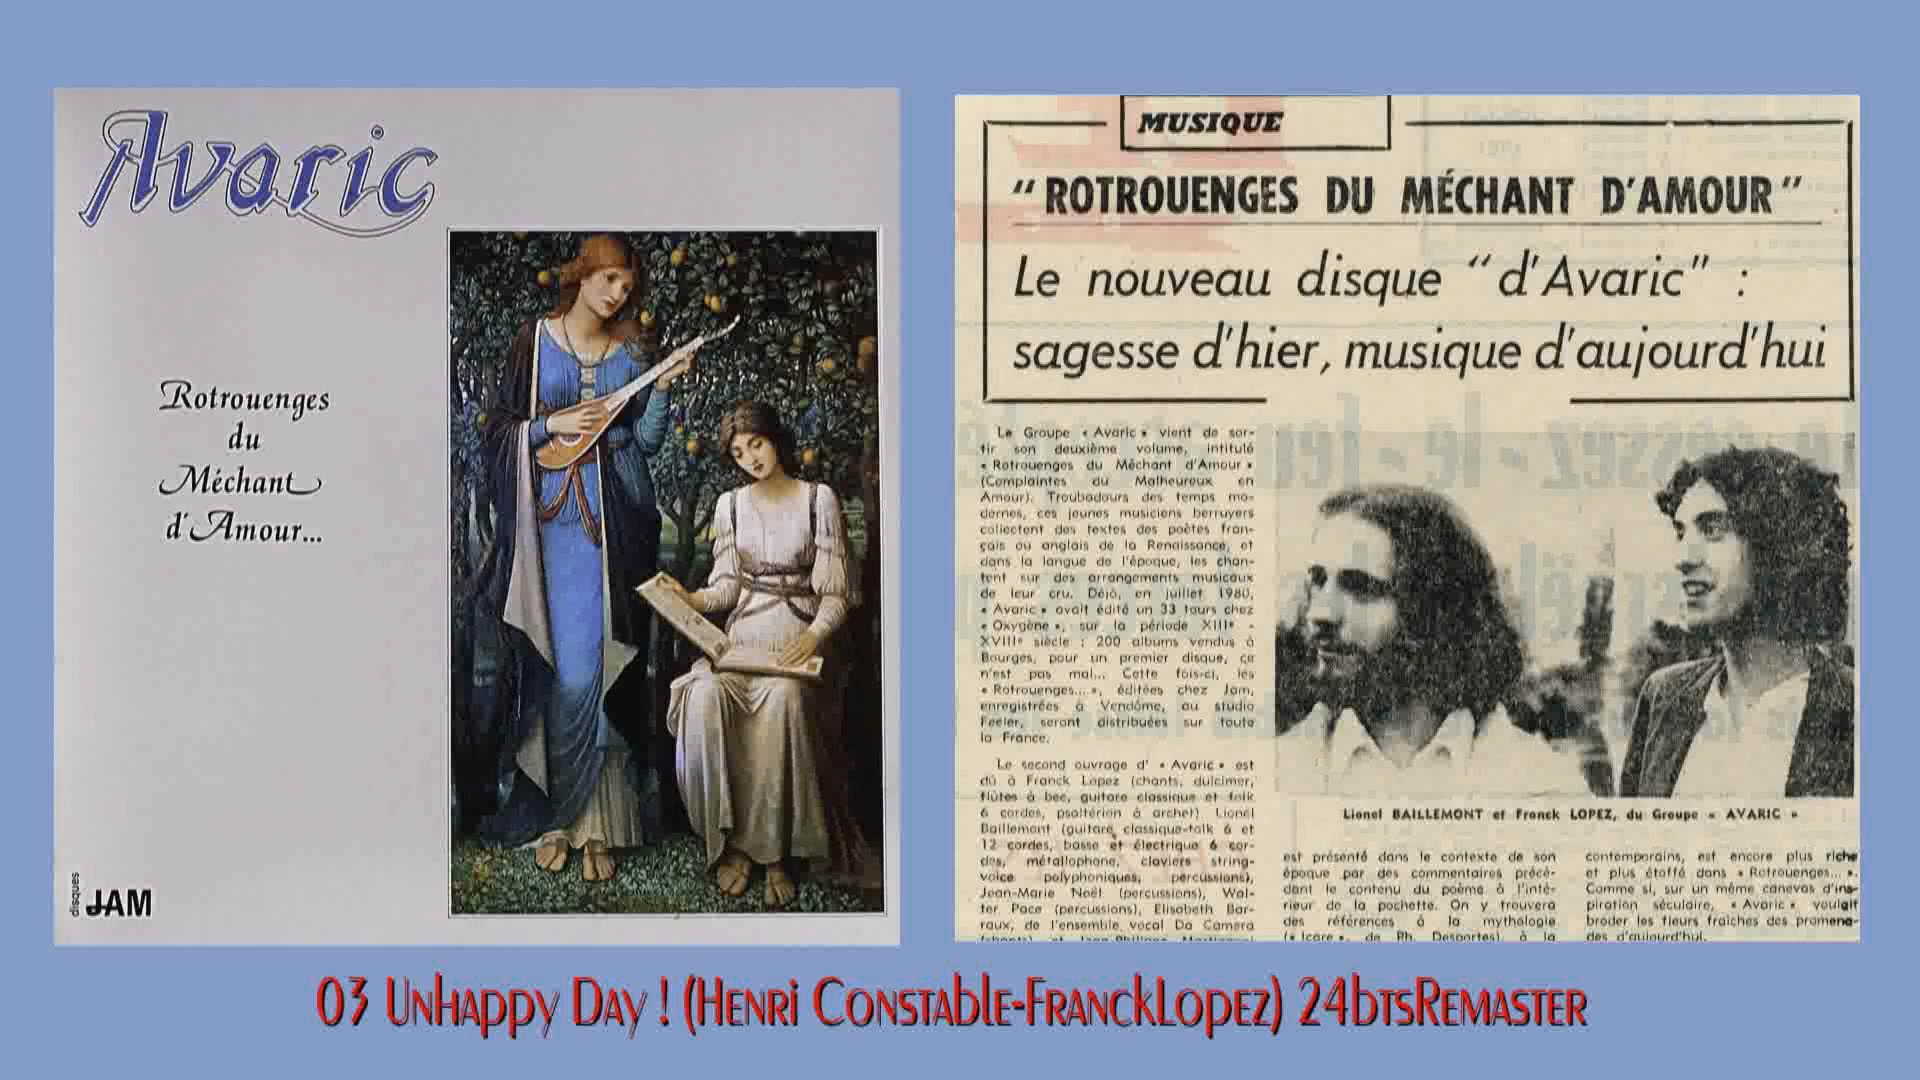 Avaric
Rotrouenges
du
Méchant
d'Amour...
disques
JAM
MUSIQUE
"ROTROUENGES DU MÉCHANT D'AMOUR"
Le nouveau disque "d'Avaric" :
sagesse d'hier, musique d'aujourd'hui
Le Groupe « Avaric » vient de sor-
tir son deuxième volume, intitulé
« Rotrouenges du Méchant d'Amour »
(Complaintes du Malheureux en
Amour). Troubadours des temps mo-
dernes, ces jeunes musiciens berruyers
collectent des textes des poètes fran-
çais ou anglais de la Renaissance, et
dans la langue de l'époque, les chan-
tent sur des arrangements musicaux
de leur cru. Déjà, en juillet 1980,
« Avaric » avait édité un 33 tours chez
« Oxygène », sur la période XIIIe -
XVIIIe siècle : 200 albums vendus à
Bourges, pour un premier disque, ce
n'est pas mal... Cette fois-ci, les
« Rotrouenges... », éditées chez Jam,
enregistrées à Vendôme, au studio
Feeler, seront distribuées sur toute
la France.
Le second ouvrage d' « Avaric » est
dû à Franck Lopez (chants, dulcimer,
flûtes à bec, guitare classique et folk
6 cordes, psaltérion à archet), Lionel
Baillemont (guitare classique-folk 6 et
12 cordes, basse et électrique 6 cor-
des, métallophone, claviers string-
voice polyphoniques, percussions),
Jean-Marie Noël (percussions), Wal-
ter Pace (percussions), Elisabeth Bar-
raux, de l'ensemble vocal Da Camera
(chants) et Jean-Philippe
Lionel BAILLEMONT et Franck LOPEZ, du Groupe « AVARIC »
est présenté dans le contexte de son
époque par des commentaires précé-
dant le contenu du poème à l'inté-
rieur de la pochette. On y trouvera
des références à la mythologie
(« Icare », de Ph. Desportes), à la
contemporains, est encore plus riche
et plus étoffé dans « Rotrouenges... ».
Comme si, sur un même canevas d'ins-
piration séculaire, « Avaric » voulait
broder les fleurs fraîches des promena-
des d'aujourd'hui.
03 Unhappy Day ! (Henri Constable-FranckLopez) 24btsRemaster